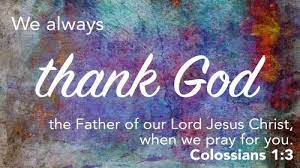 We always
thank God
the Father of our Lord Jesus Christ,
when we pray for you.
Colossians 1:3